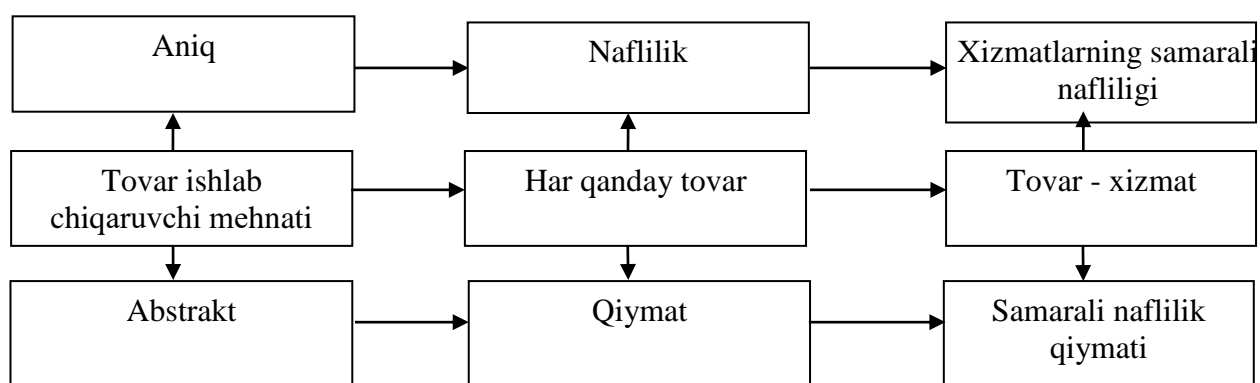 Aniq
Naflilik
Xizmatlarning samarali
nafliligi
Tovar ishlab
chiqaruvchi mehnati
Har qanday tovar
Tovar - xizmat
Abstrakt
Qiymat
Samarali naflilik
qiymati